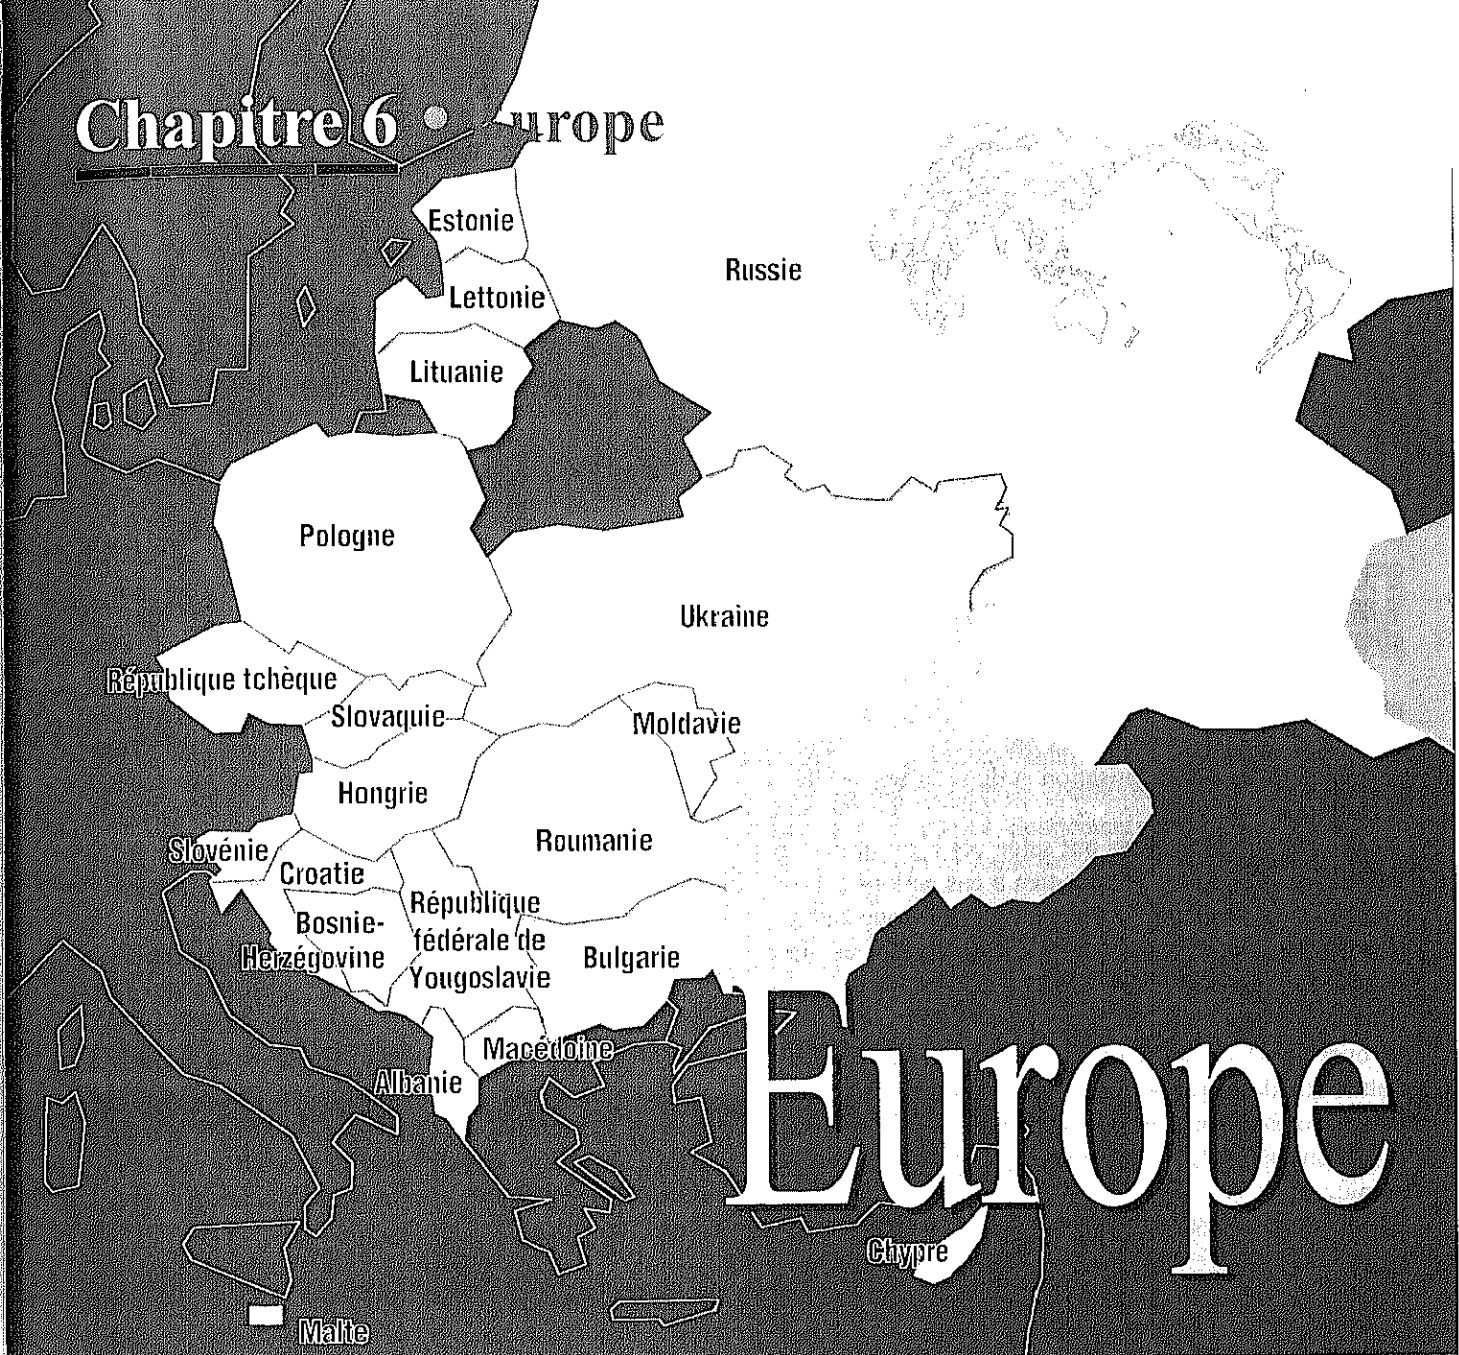 Chapitre 6 • Europe
Estonie
Russie
Lettonie
Lituanie
Pologne
Ukraine
République tchèque
Slovaquie
Moldavie
Hongrie
Roumanie
Slovénie
Croatie
République
fédérale de
Yougoslavie
Bosnie-
Herzégovine
Bulgarie
Macédoine
Albanie
Europe
Chypre
Malte